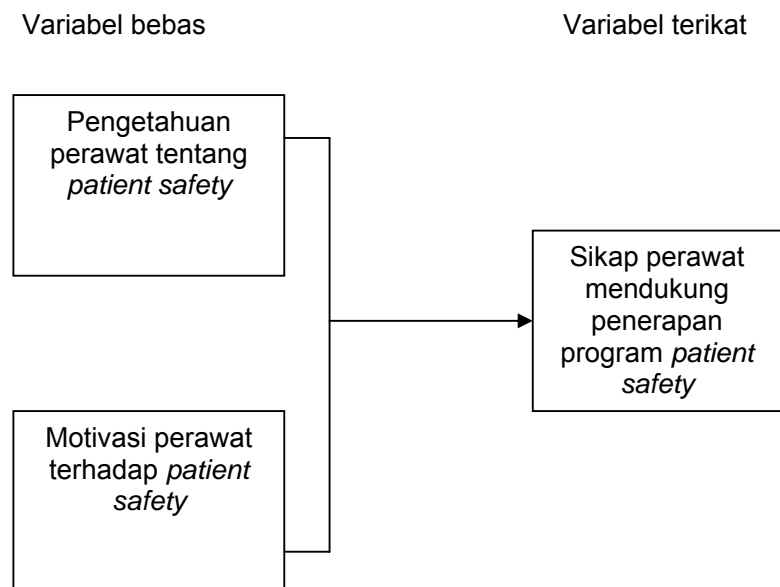 Variabel bebas
Variabel terikat
Pengetahuan
perawat tentang
patient safety
Sikap perawat
mendukung
penerapan
program patient
safety
Motivasi perawat
terhadap patient
safety